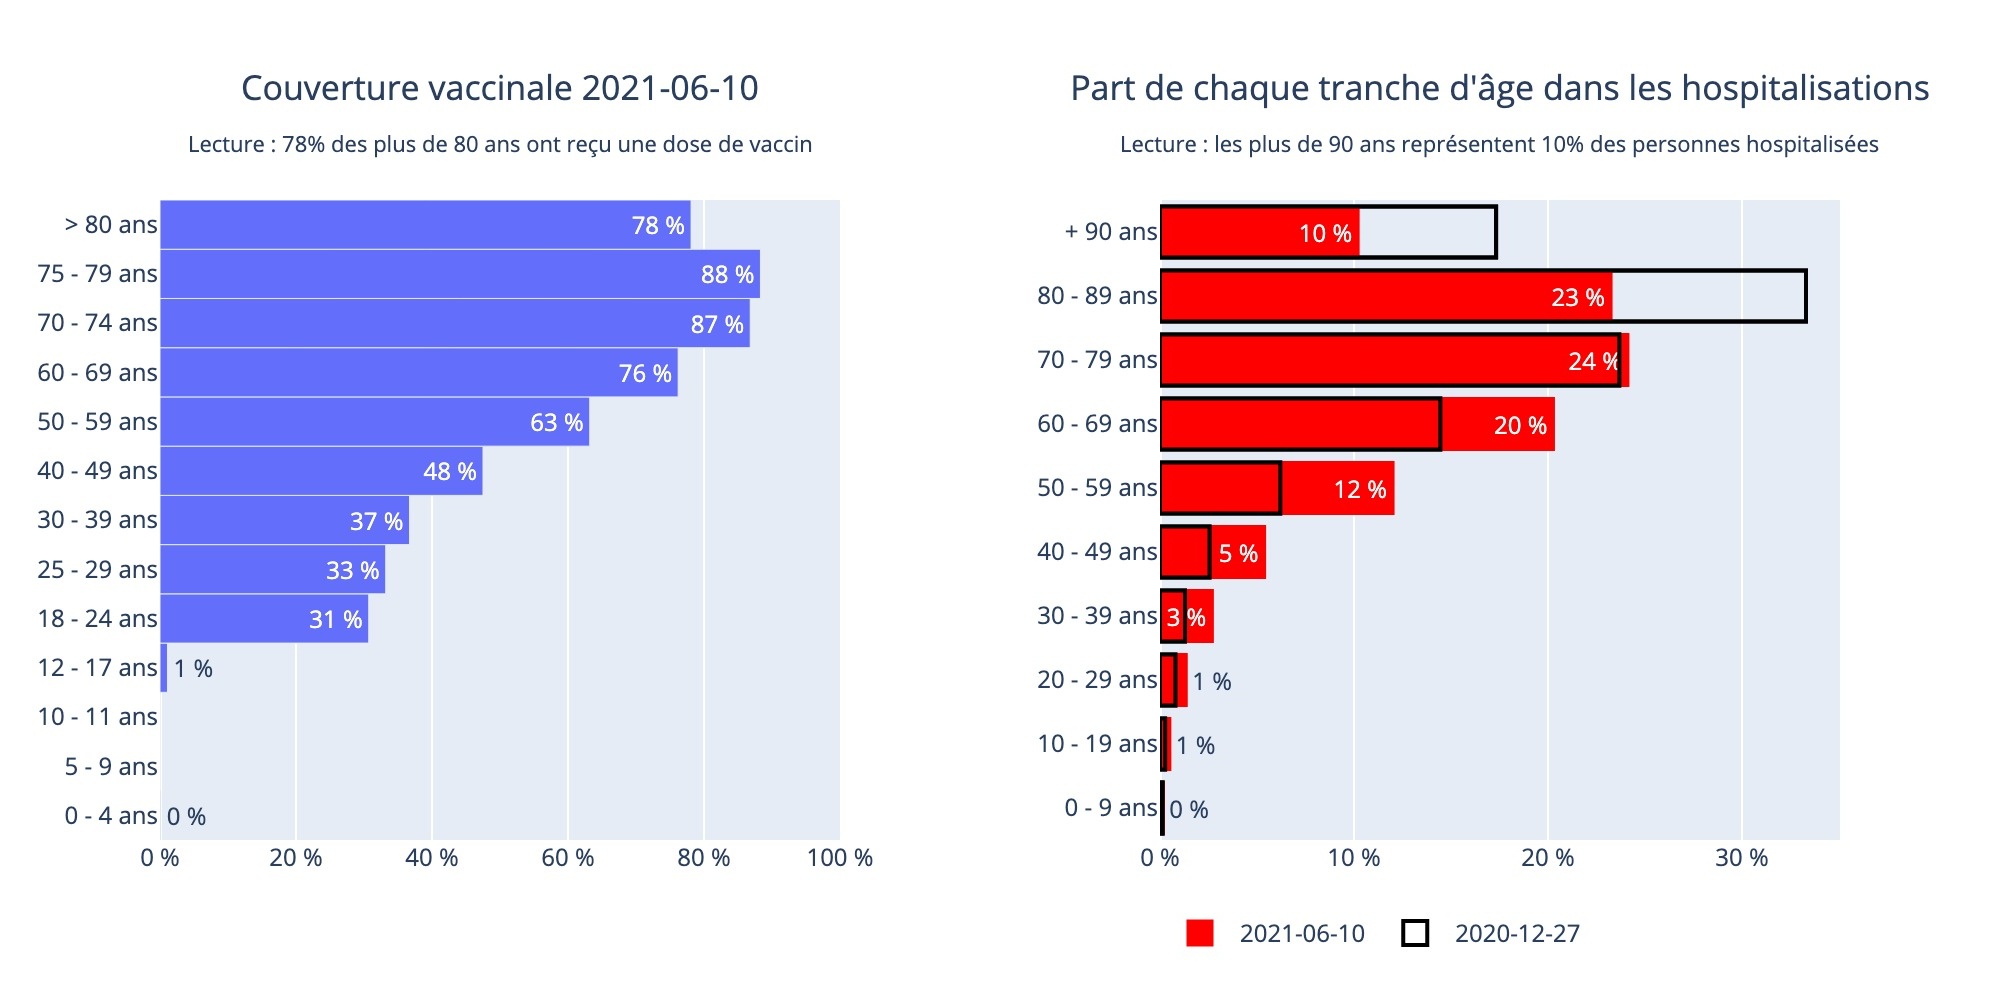 Couverture vaccinale 2021-06-10
Lecture : 78% des plus de 80 ans ont reçu une dose de vaccin
> 80 ans 78 %
75 - 79 ans 88 %
70 - 74 ans 87 %
60 - 69 ans 76 %
50 - 59 ans 63 %
40 - 49 ans 48 %
30 - 39 ans 37 %
25 - 29 ans 33 %
18 - 24 ans 31 %
12 - 17 ans 1 %
10 - 11 ans
5 - 9 ans
0 - 4 ans 0 %
0 % 20 % 40 % 60 % 80 % 100 %
Part de chaque tranche d'âge dans les hospitalisations
Lecture : les plus de 90 ans représentent 10% des personnes hospitalisées
+ 90 ans 10 %
80 - 89 ans 23 %
70 - 79 ans 24 %
60 - 69 ans 20 %
50 - 59 ans 12 %
40 - 49 ans 5 %
30 - 39 ans 3 %
20 - 29 ans 1 %
10 - 19 ans 1 %
0 - 9 ans 0 %
0 % 10 % 20 % 30 %
2021-06-10 2020-12-27